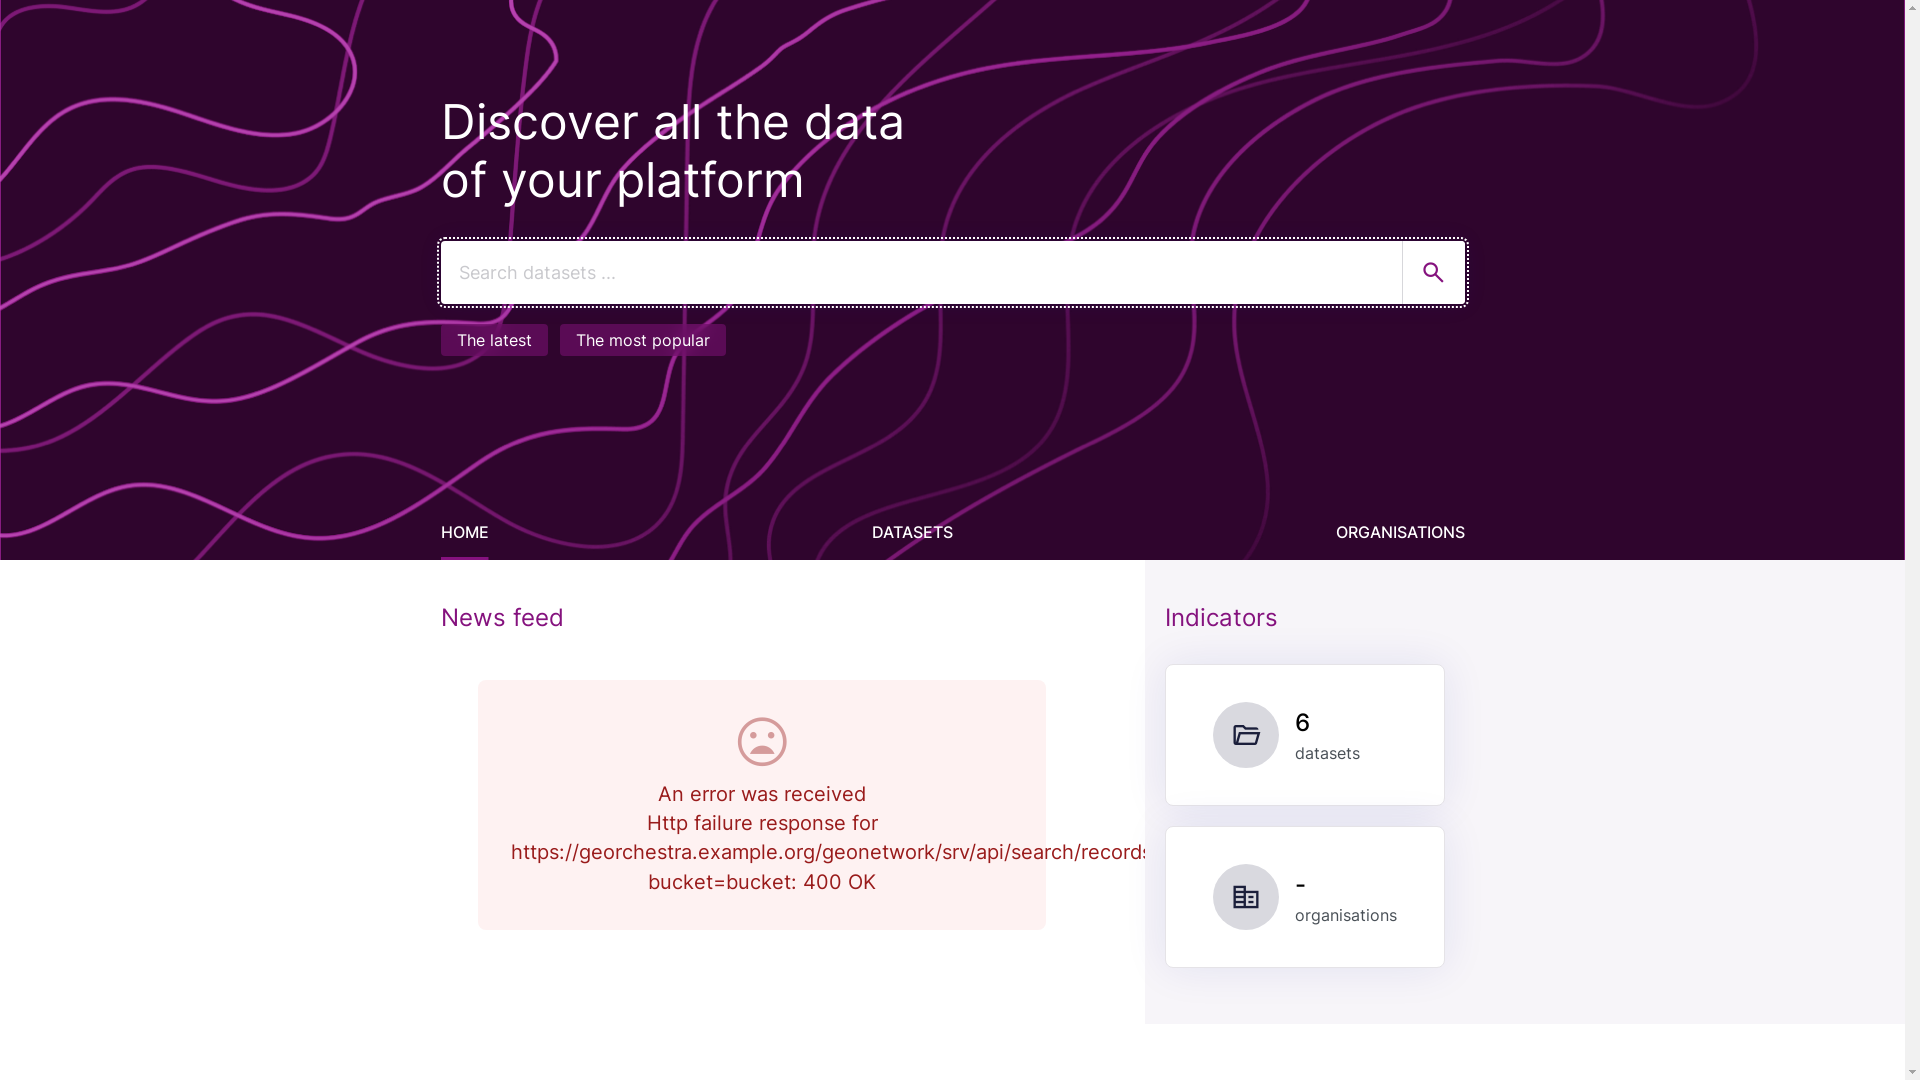 Discover all the data
of your platform
Search datasets ...
The latest
The most popular
HOME
DATASETS
ORGANISATIONS
News feed
An error was received
Http failure response for
https://georchestra.example.org/geonetwork/srv/api/search/records
bucket=bucket: 400 OK
Indicators
6
datasets
-
organisations